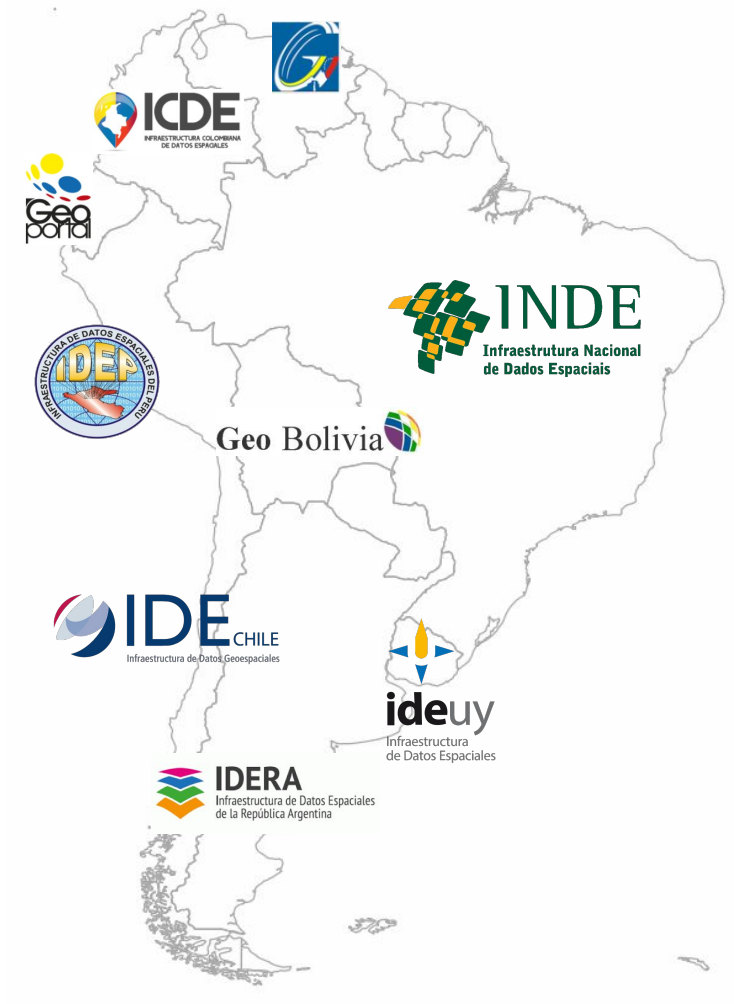 ICDE
INFRAESTRUCTURA COLOMBIANA
DE DATOS ESPACIALES
Geo
portal
INDE
Infraestrutura Nacional
de Dados Espaciais
INFRAESTRUCTURA DE DATOS ESPACIALES DEL PERU
IDEP
Geo Bolivia
IDE CHILE
Infraestructura de Datos Geoespaciales
ideuy
Infraestructura
de Datos Espaciales
IDERA
Infraestructura de Datos Espaciales
de la República Argentina